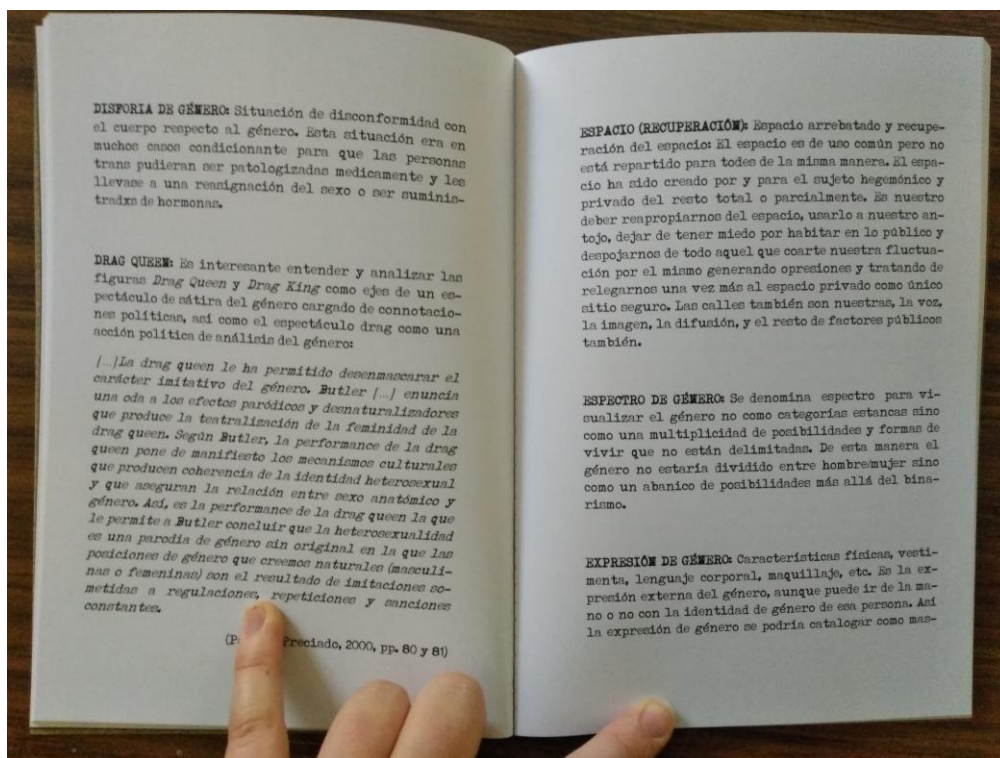 DISFORIA DE GÉNERO: Situación de disconformidad con
el cuerpo respecto al género. Esta situación era en
muchos casos condicionante para que las personas
trans pudieran ser patologizadas medicamente y les
llevase a una reasignación del sexo o ser suminis-
tradxs de hormonas.
DRAG QUEEN: Es interesante entender y analizar las
figuras Drag Queen y Drag King como ejes de un es-
pectáculo de sátira del género cargado de connotacio-
nes políticas, así como el espectáculo drag como una
acción política de análisis del género:
[...]La drag queen le ha permitido desenmascarar el
carácter imitativo del género. Butler [...] enuncia
una oda a los efectos paródicos y desnaturalizadores
que produce la teatralización de la feminidad de la
drag queen. Según Butler, la performance de la drag
queen pone de manifiesto los mecanismos culturales
que producen coherencia de la identidad heterosexual
y que aseguran la relación entre sexo anatómico y
género. Así, es la performance de la drag queen la que
le permite a Butler concluir que la heterosexualidad
es una parodia de género sin original en la que las
posiciones de género que creemos naturales (masculi-
nas o femeninas) son el resultado de imitaciones so-
metidas a regulaciones, repeticiones y sanciones
constantes.
Preciado, 2000, pp. 80 y 81)
ESPACIO (RECUPERACIÓN): Espacio arrebatado y recupe-
ración del espacio: El espacio es de uso común pero no
está repartido para todes de la misma manera. El espa-
cio ha sido creado por y para el sujeto hegemónico y
privado del resto total o parcialmente. Es nuestro
deber reapropiarnos del espacio, usarlo a nuestro an-
tojo, dejar de tener miedo por habitar en lo público y
despojarnos de todo aquel que coarte nuestra fluctua-
ción por el mismo generando opresiones y tratando de
relegarnos una vez más al espacio privado como único
sitio seguro. Las calles también son nuestras, la voz,
la imagen, la difusión, y el resto de factores públicos
también.
ESPECTRO DE GÉNERO: Se denomina espectro para vi-
sualizar el género no como categorías estancas sino
como una multiplicidad de posibilidades y formas de
vivir que no están delimitadas. De esta manera el
género no estaría dividido entre hombre/mujer sino
como un abanico de posibilidades más allá del bina-
rismo.
EXPRESIÓN DE GÉNERO: Características físicas, vesti-
menta, lenguaje corporal, maquillaje, etc. Es la ex-
presión externa del género, aunque puede ir de la ma-
no o no con la identidad de género de esa persona. Así
la expresión de género se podría catalogar como mas-